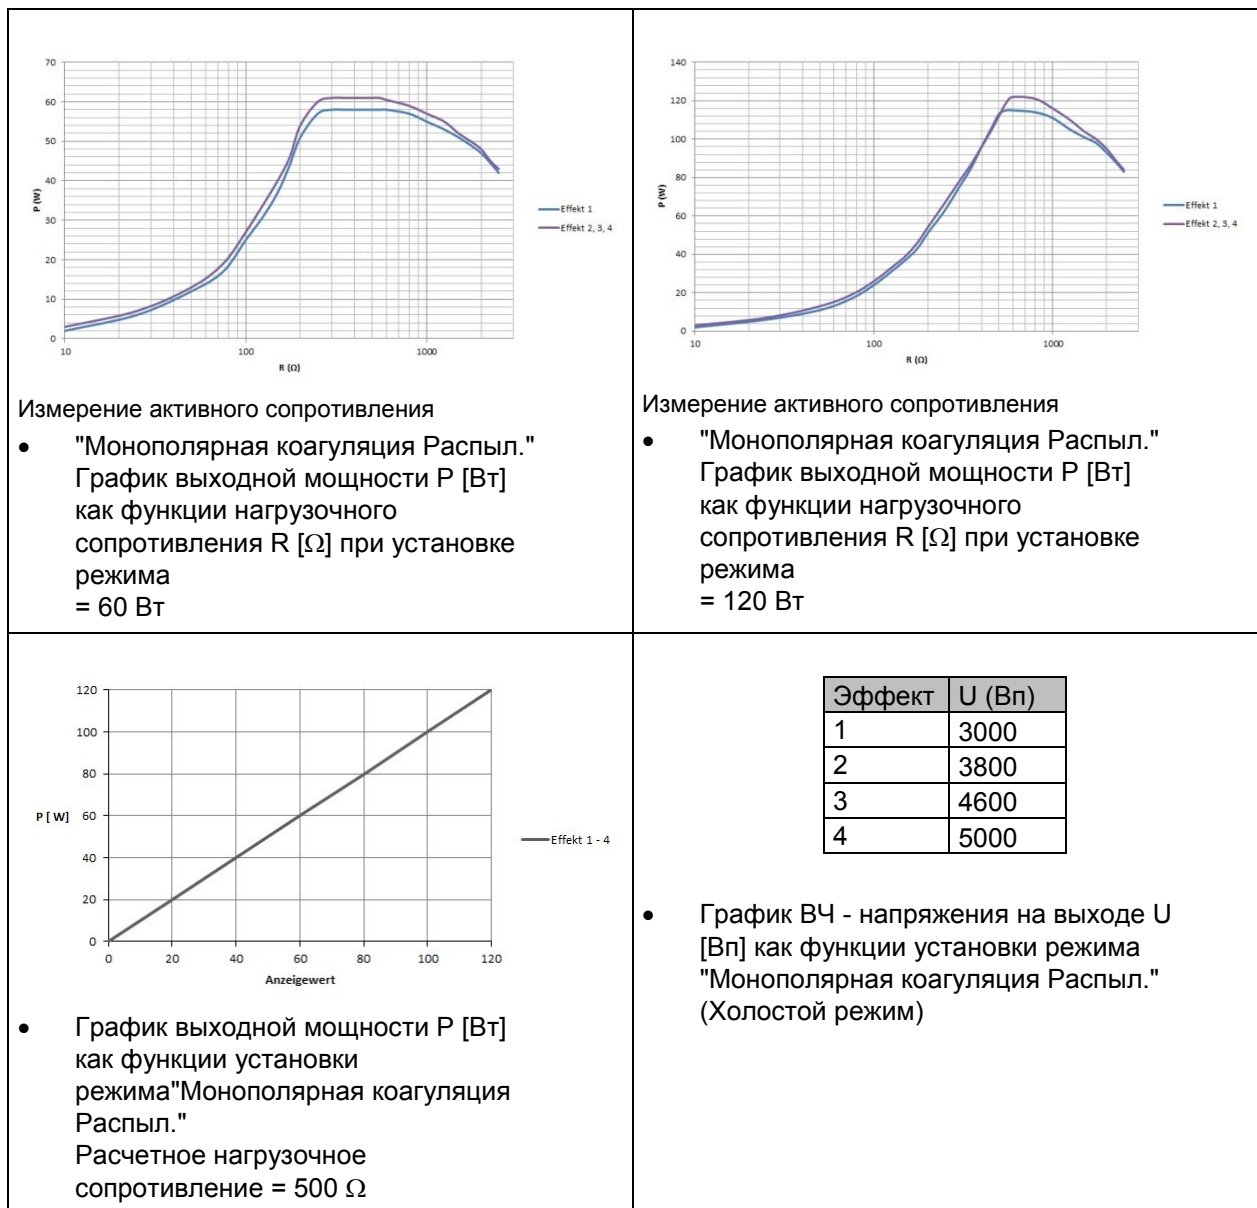 70
60
50
40
30
20
10
0
P (W)
10
100
1000
R (Ω)
Effekt 1
Effekt 2, 3, 4
Измерение активного сопротивления
• "Монополярная коагуляция Распыл."
График выходной мощности P [Вт]
как функции нагрузочного
сопротивления R [Ω] при установке
режима
= 60 Вт
140
120
100
80
60
40
20
0
P (W)
10
100
1000
R (Ω)
Effekt 1
Effekt 2, 3, 4
Измерение активного сопротивления
• "Монополярная коагуляция Распыл."
График выходной мощности P [Вт]
как функции нагрузочного
сопротивления R [Ω] при установке
режима
= 120 Вт
120
100
80
60
40
20
0
P [ W]
0 20 40 60 80 100 120
Anzeigewert
Effekt 1 - 4
• График выходной мощности P [Вт]
как функции установки
режима"Монополярная коагуляция
Распыл."
Расчетное нагрузочное
сопротивление = 500 Ω
Эффект U (Вп)
1 3000
2 3800
3 4600
4 5000
• График ВЧ - напряжения на выходе U
[Вп] как функции установки режима
"Монополярная коагуляция Распыл."
(Холостой режим)